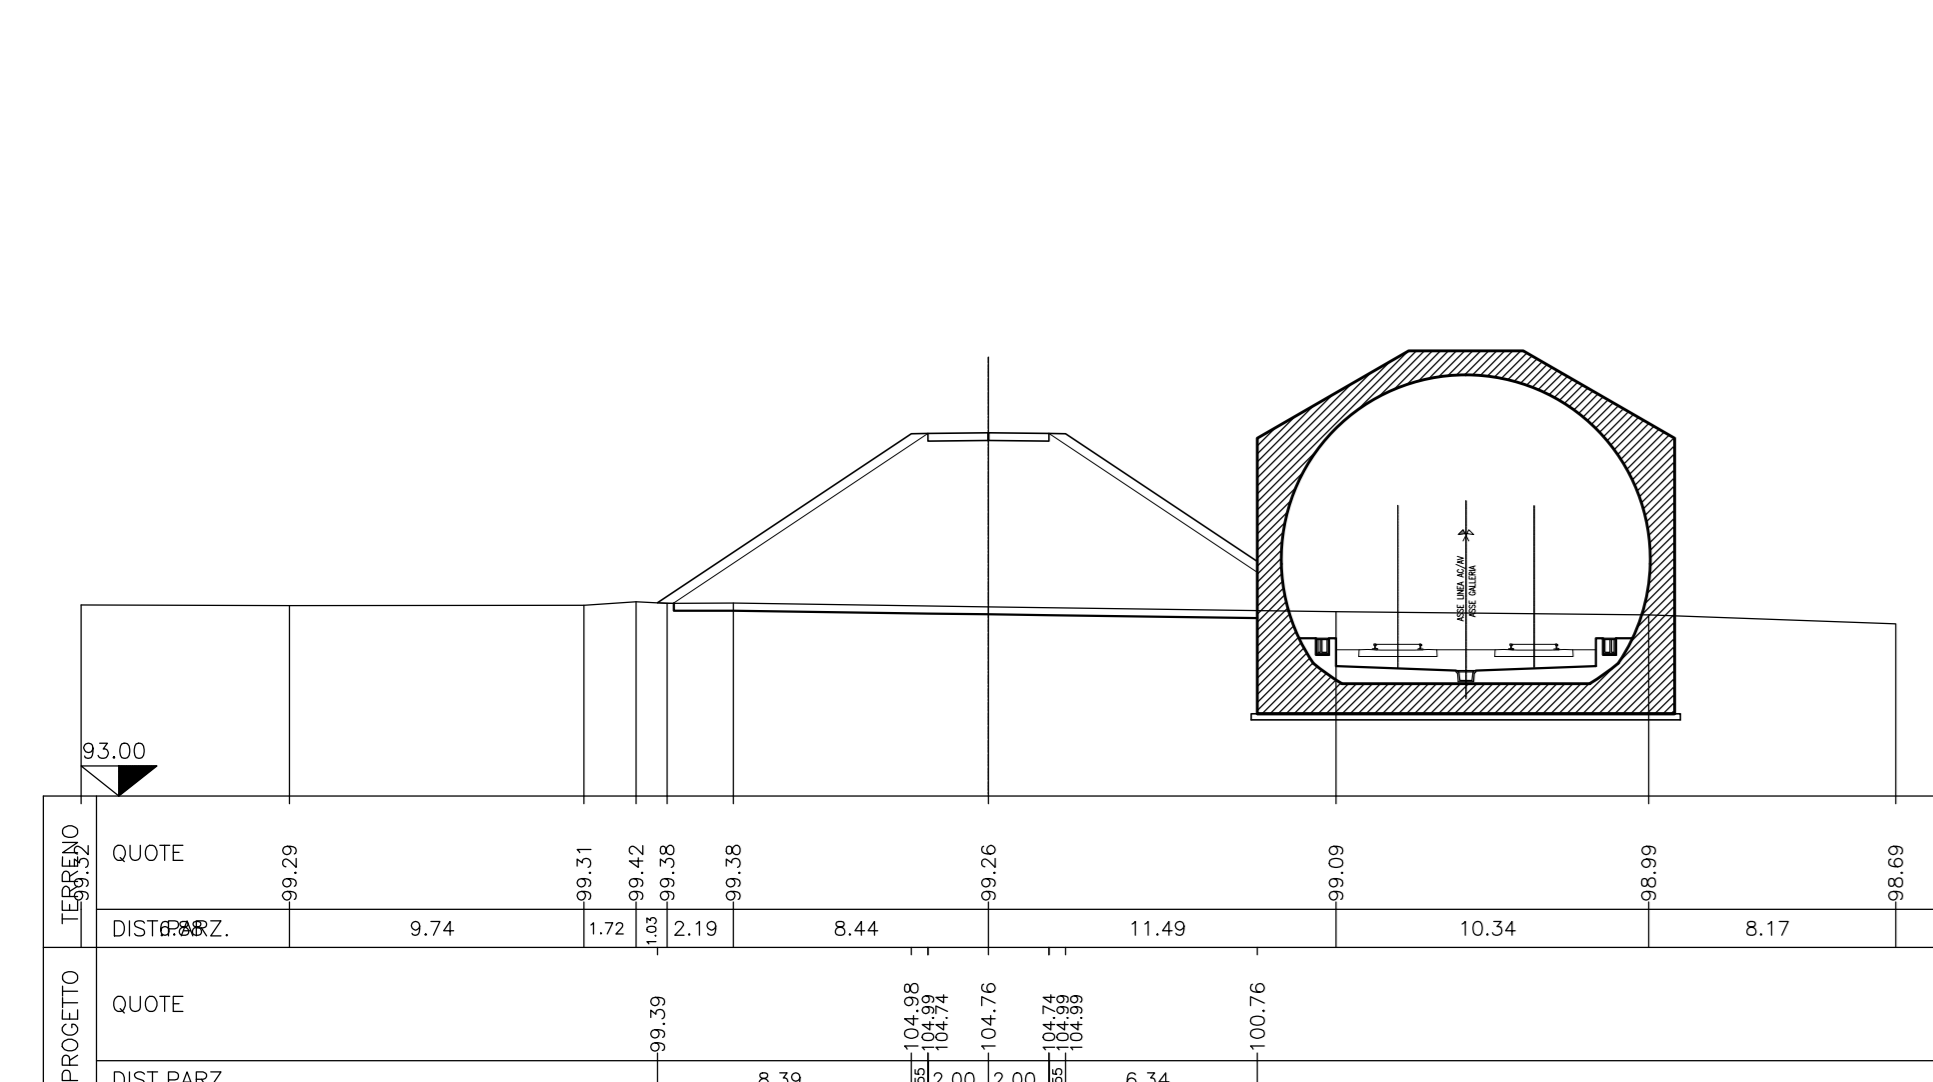 ASSE LINEA AC/AV
ASSE GALLERIA
93.00
TERRENO
QUOTE
99.32 99.29 99.31 99.42 99.38 99.38 99.26 99.09 98.99 98.69
DIST.PARZ.
6.88 9.74 1.72 1.03 2.19 8.44 11.49 10.34 8.17
PROGETTO
QUOTE
99.39 104.98 104.99 104.74 104.76 104.74 104.99 104.99 100.76
DIST.PARZ.
8.39 2.00 2.00 6.34